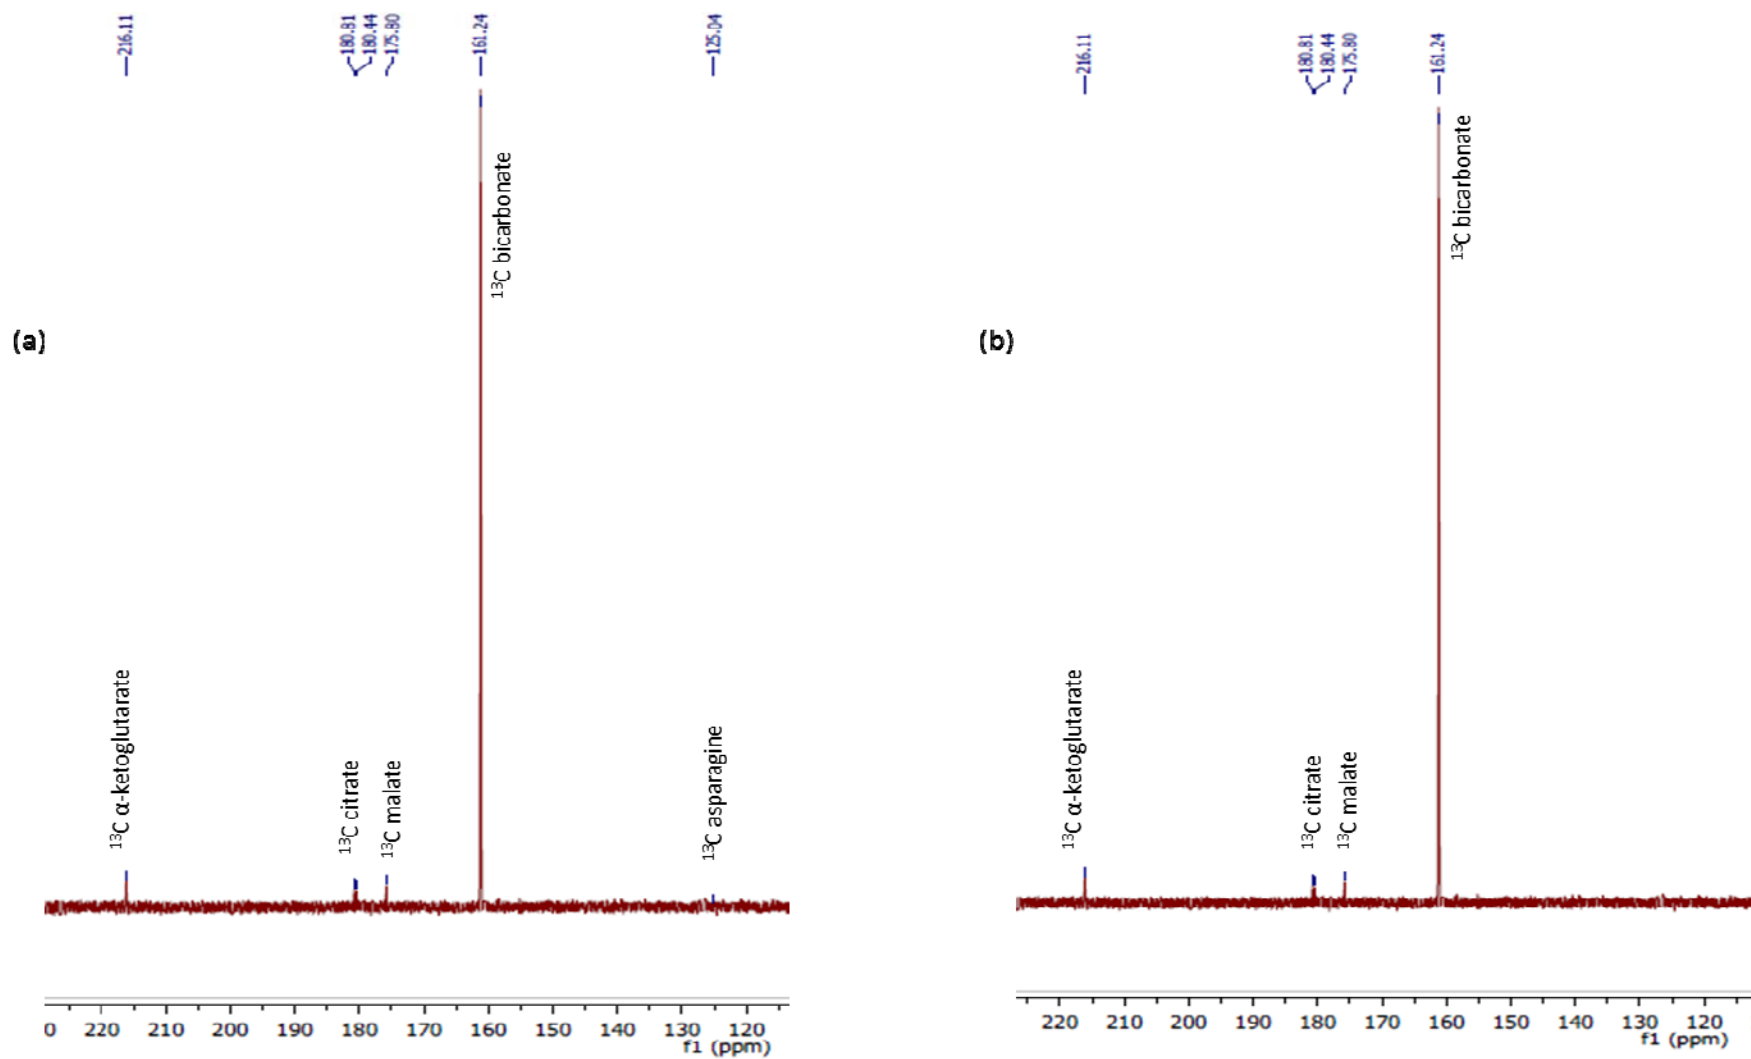 216.11
180.81
180.44
175.80
161.24
125.04
(a)
¹³C α-ketoglutarate
¹³C citrate
¹³C malate
¹³C bicarbonate
¹³C asparagine
0 220 210 200 190 180 170 160 150 140 130 120
f1 (ppm)
216.11
180.81
180.44
175.80
161.24
(b)
¹³C α-ketoglutarate
¹³C citrate
¹³C malate
¹³C bicarbonate
220 210 200 190 180 170 160 150 140 130 120
f1 (ppm)